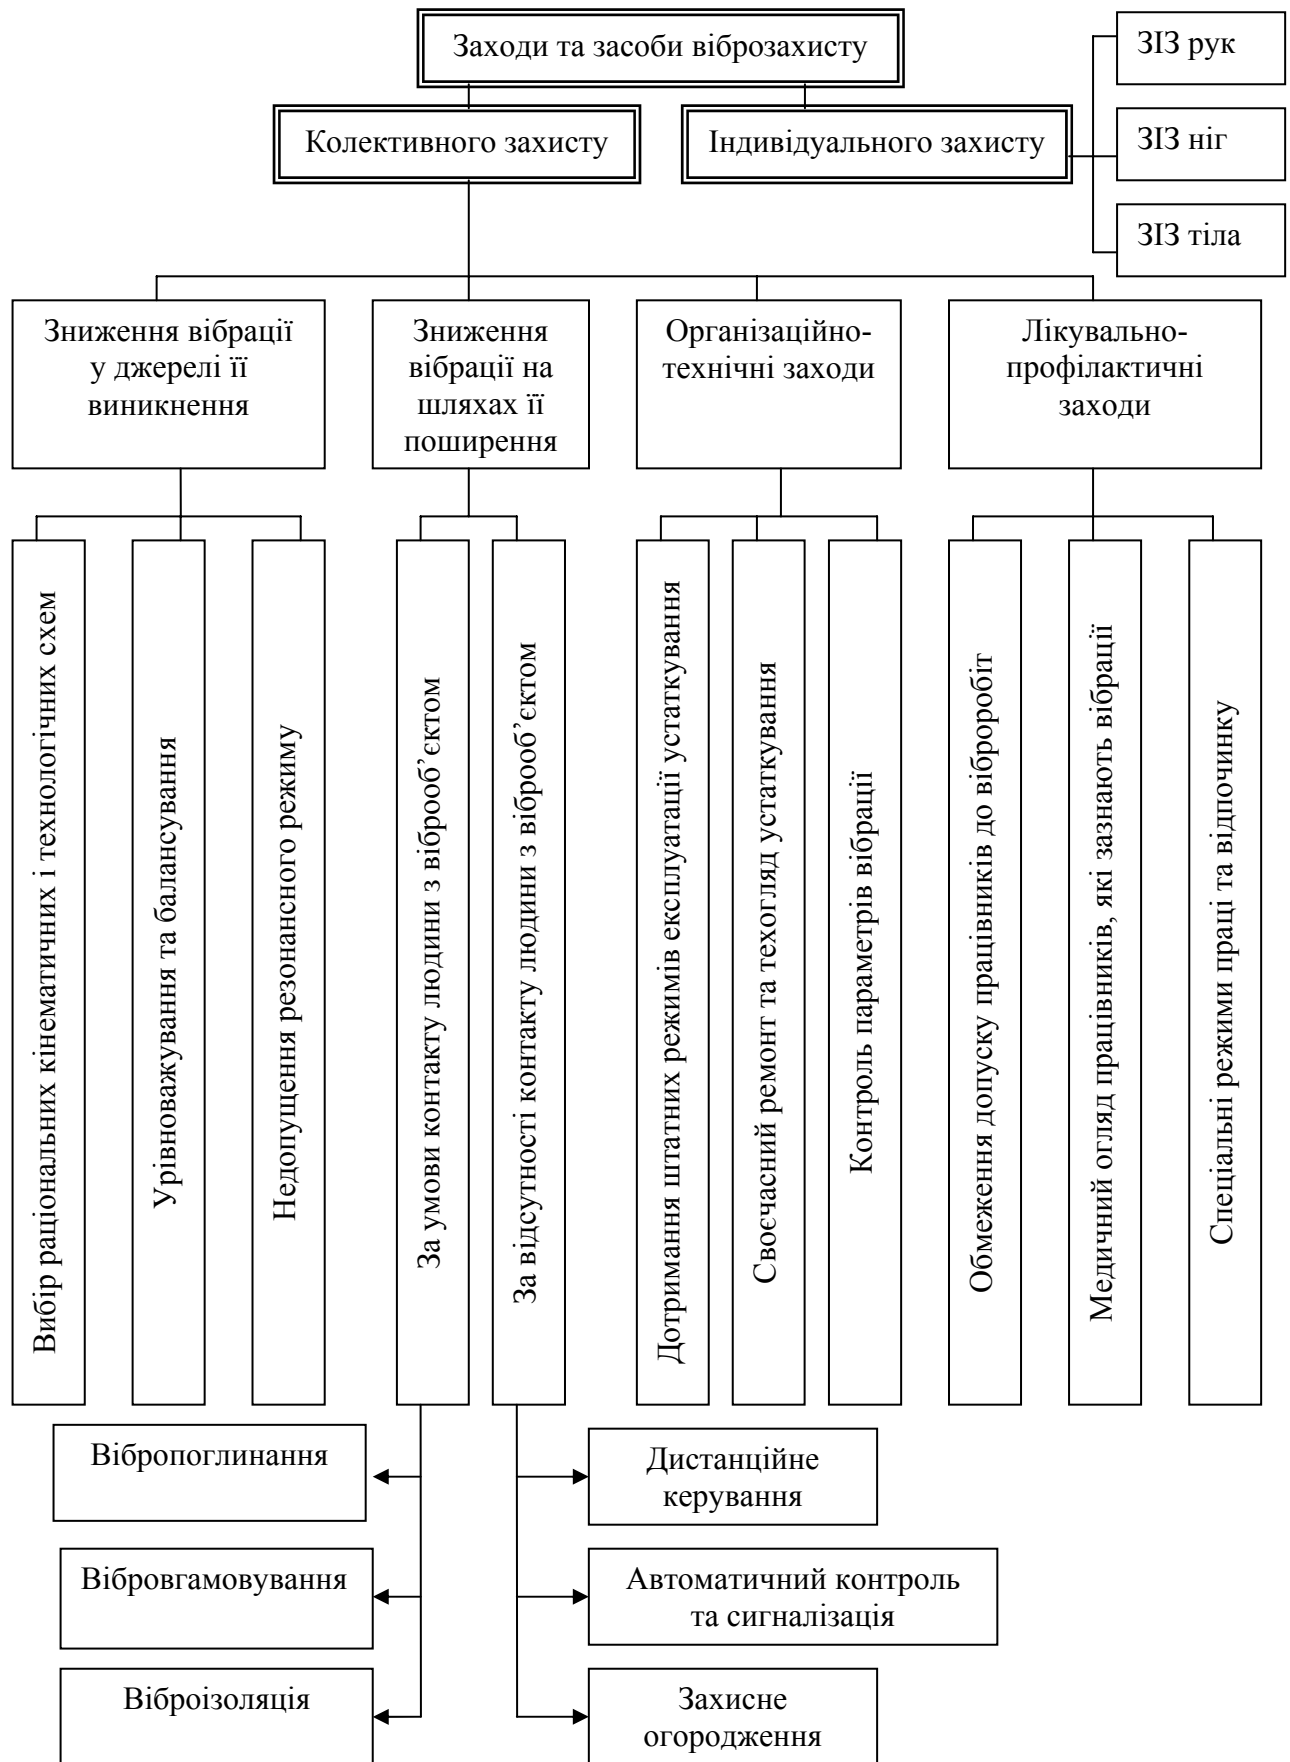 Заходи та засоби віброзахисту
ЗІЗ рук
Колективного захисту
Індивідуального захисту
ЗІЗ ніг
ЗІЗ тіла
Зниження вібрації
у джерелі її
виникнення
Зниження
вібрації на
шляхах її
поширення
Організаційно-
технічні заходи
Лікувально-
профілактичні
заходи
Вибір раціональних кінематичних і технологічних схем
Урівноважування та балансування
Недопущення резонансного режиму
За умови контакту людини з віброоб’єктом
За відсутності контакту людини з віброоб’єктом
Дотримання штатних режимів експлуатації устаткування
Своєчасний ремонт та техогляд устаткування
Контроль параметрів вібрації
Обмеження допуску працівників до віброробіт
Медичний огляд працівників, які зазнають вібрації
Спеціальні режими праці та відпочинку
Вібропоглинання
Дистанційне
керування
Вібровгамовування
Автоматичний контроль
та сигналізація
Віброізоляція
Захисне
огородження